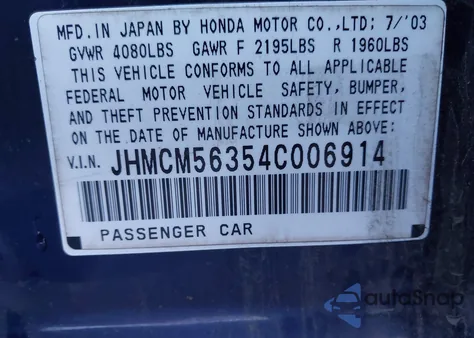 MFD.IN JAPAN BY HONDA MOTOR CO.,LTD; 7/'03
GVWR 4080LBS GAWR F 2195LBS R 1960LBS
THIS VEHICLE CONFORMS TO ALL APPLICABLE
FEDERAL MOTOR VEHICLE SAFETY, BUMPER,
AND THEFT PREVENTION STANDARDS IN EFFECT
ON THE DATE OF MANUFACTURE SHOWN ABOVE:
V.I.N. JHMCM56354C006914
PASSENGER CAR
autoSnap